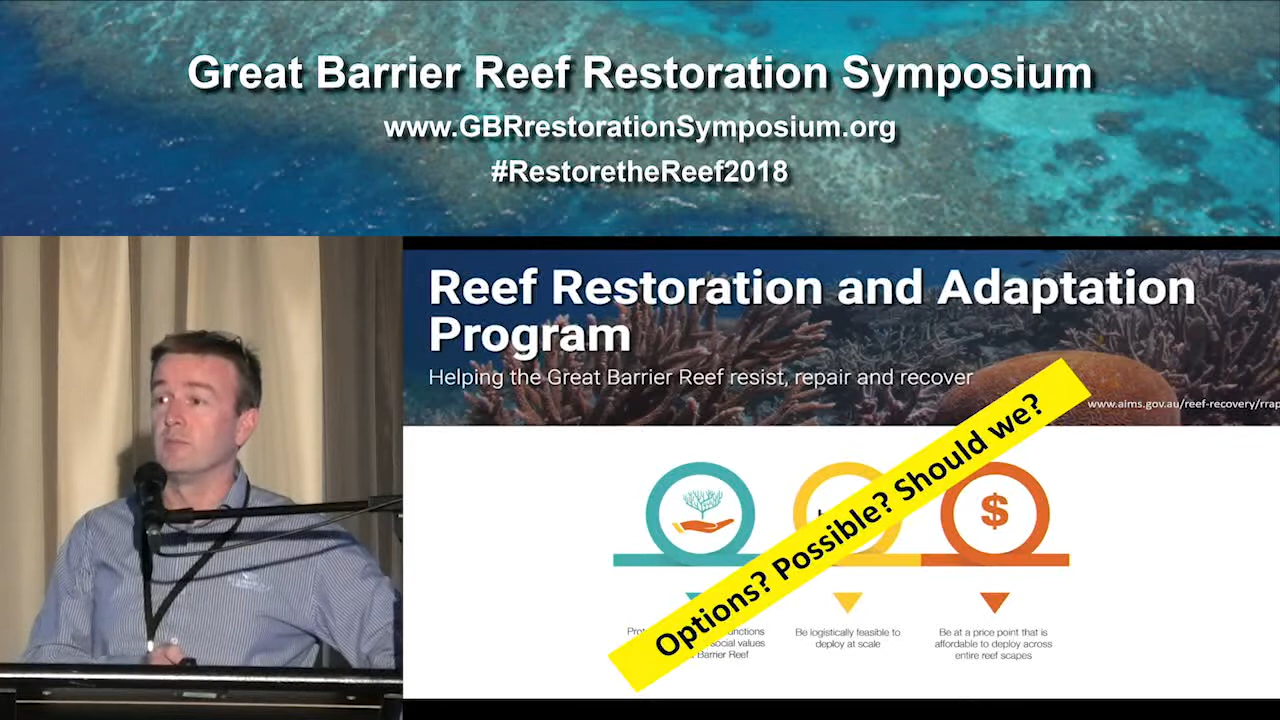 Great Barrier Reef Restoration Symposium
www.GBRrestorationSymposium.org
#RestoretheReef2018
Reef Restoration and Adaptation
Program
Helping the Great Barrier Reef resist, repair and recover
www.aims.gov.au/reef-recovery/rrap
Options? Possible? Should we?
$
functions
social values
Barrier Reef
Be logistically feasible to
deploy at scale
Be at a price point that is
affordable to deploy across
entire reef scapes